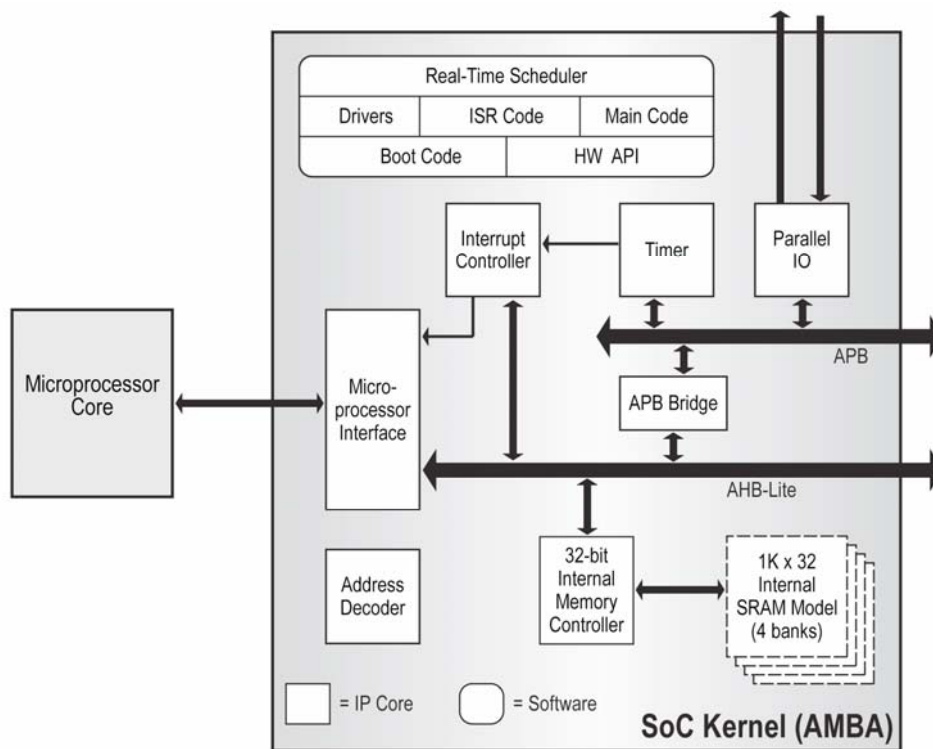 Real-Time Scheduler
Drivers
ISR Code
Main Code
Boot Code
HW API
Interrupt
Controller
Timer
Parallel
IO
APB
Microprocessor
Core
Micro-
processor
Interface
APB Bridge
AHB-Lite
Address
Decoder
32-bit
Internal
Memory
Controller
1K x 32
Internal
SRAM Model
(4 banks)
= IP Core
= Software
SoC Kernel (AMBA)